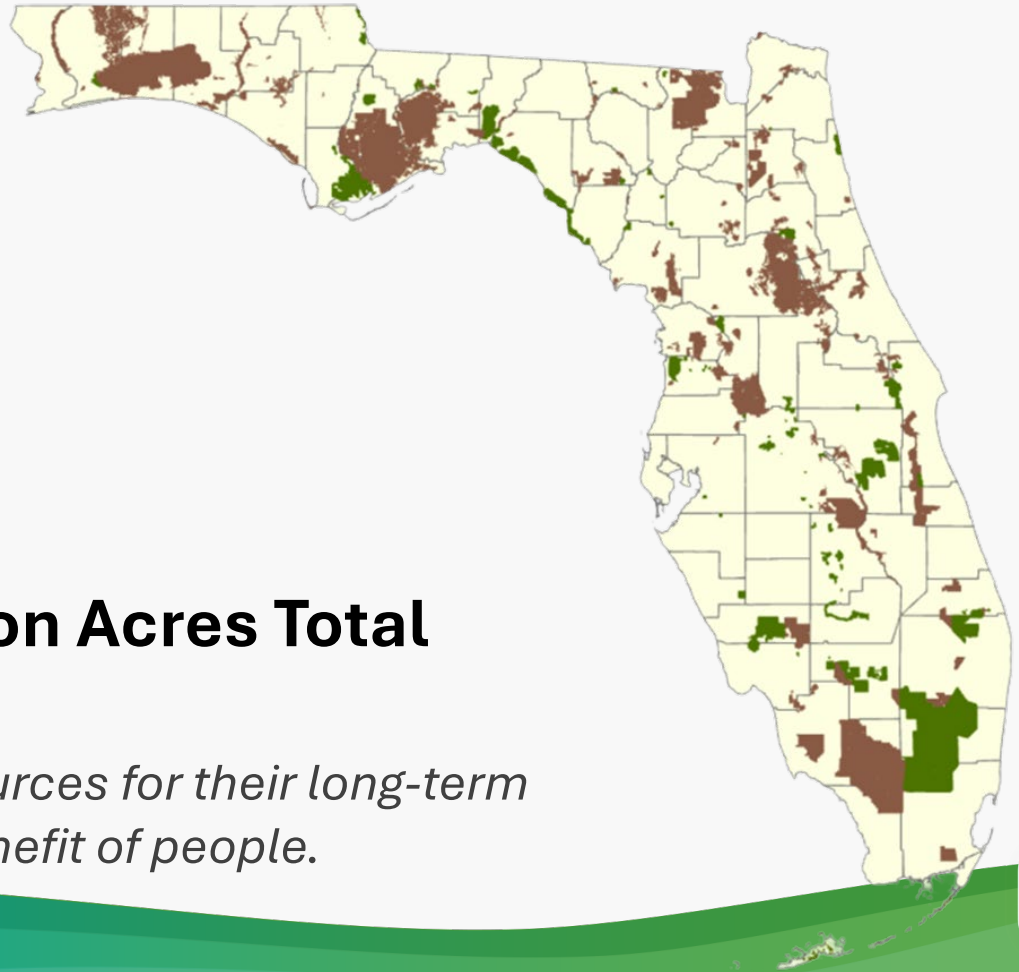 on Acres Total
urces for their long-term
nefit of people.